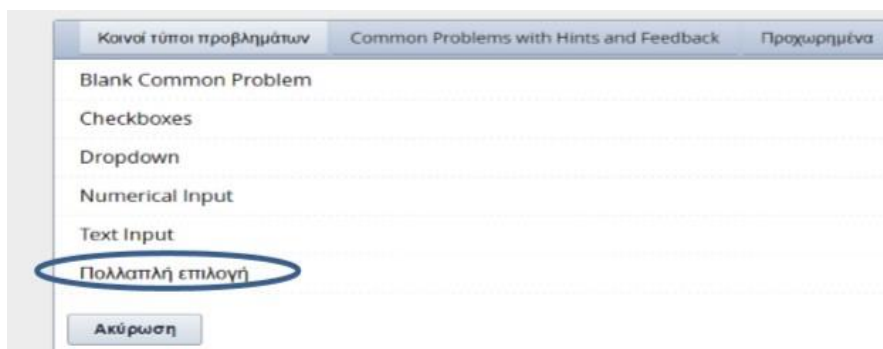 Κοινοί τύποι προβλημάτων Common Problems with Hints and Feedback Προχωρημένα
Blank Common Problem
Checkboxes
Dropdown
Numerical Input
Text Input
Πολλαπλή επιλογή
Ακύρωση